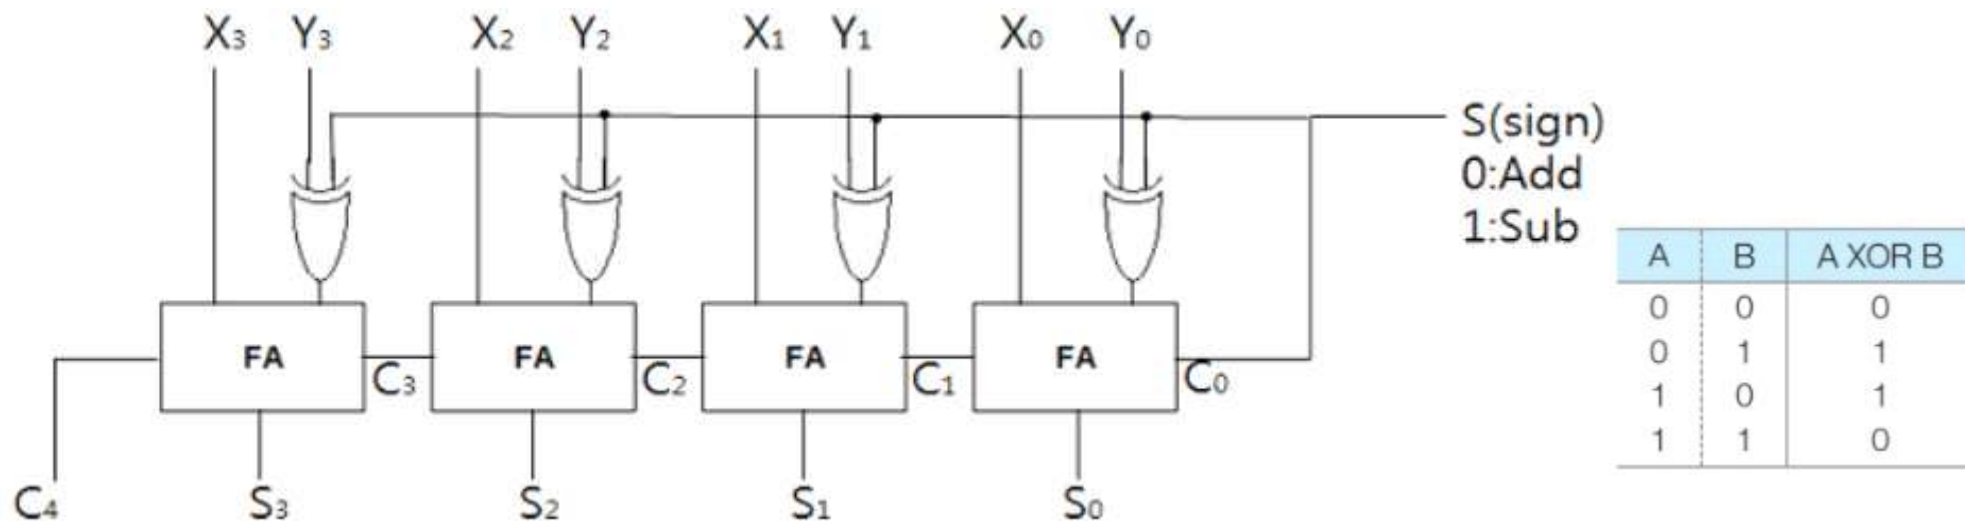 X3 Y3 X2 Y2 X1 Y1 X0 Y0
S(sign)
0:Add
1:Sub
FA C3 FA C2 FA C1 FA C0
C4 S3 S2 S1 S0
A B A XOR B
0 0 0
0 1 1
1 0 1
1 1 0